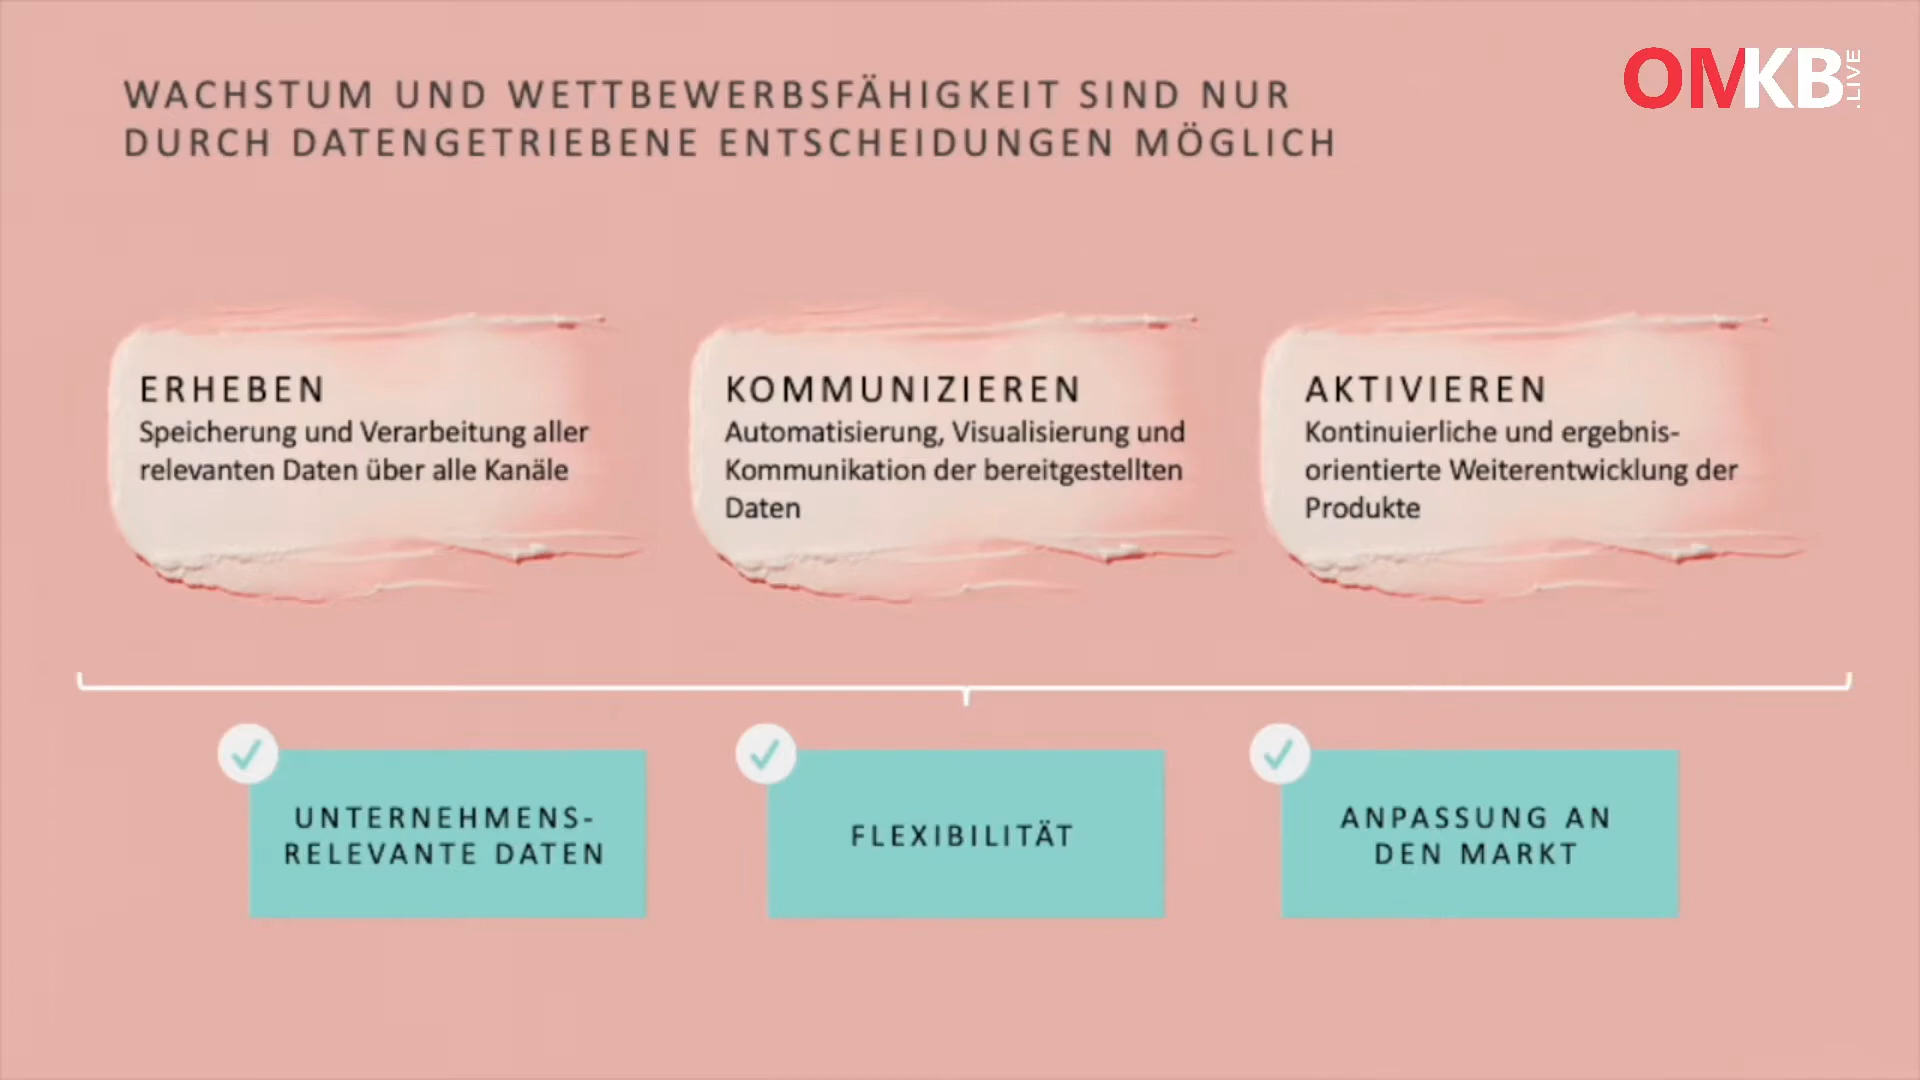 WACHSTUM UND WETTBEWERBSFÄHIGKEIT SIND NUR
DURCH DATENGETRIEBENE ENTSCHEIDUNGEN MÖGLICH
OMKB.LIVE
ERHEBEN
Speicherung und Verarbeitung aller
relevanten Daten über alle Kanäle
KOMMUNIZIEREN
Automatisierung, Visualisierung und
Kommunikation der bereitgestellten
Daten
AKTIVIEREN
Kontinuierliche und ergebnis-
orientierte Weiterentwicklung der
Produkte
UNTERNEHMENS-
RELEVANTE DATEN
FLEXIBILITÄT
ANPASSUNG AN
DEN MARKT